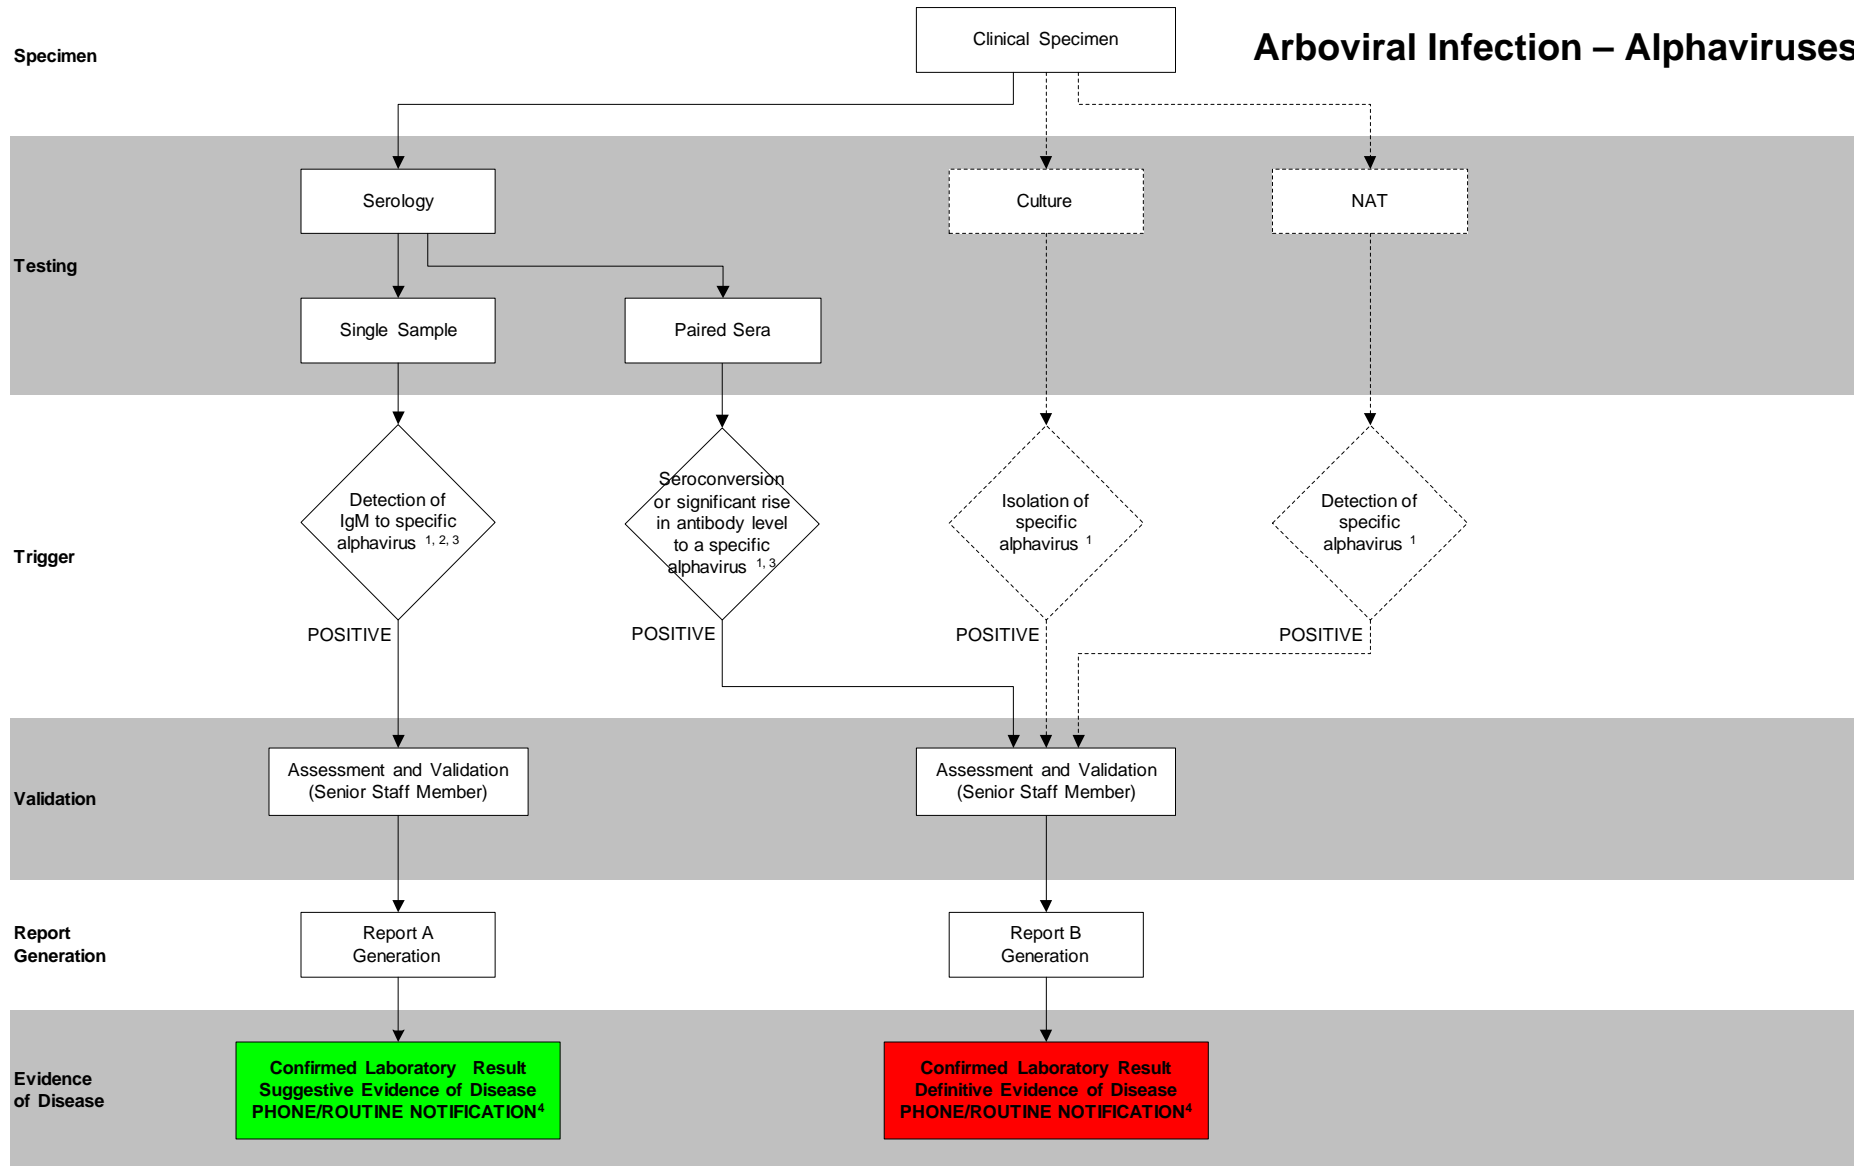 Specimen
Clinical Specimen
Arboviral Infection – Alphaviruses
Testing
Serology
Culture
NAT
Single Sample
Paired Sera
Trigger
Detection of
IgM to specific
alphavirus 1, 2, 3
Seroconversion
or significant rise
in antibody level
to a specific
alphavirus 1, 3
Isolation of
specific
alphavirus 1
Detection of
specific
alphavirus 1
POSITIVE
POSITIVE
POSITIVE
POSITIVE
Validation
Assessment and Validation
(Senior Staff Member)
Assessment and Validation
(Senior Staff Member)
Report
Generation
Report A
Generation
Report B
Generation
Evidence
of Disease
Confirmed Laboratory Result
Suggestive Evidence of Disease
PHONE/ROUTINE NOTIFICATION4
Confirmed Laboratory Result
Definitive Evidence of Disease
PHONE/ROUTINE NOTIFICATION4